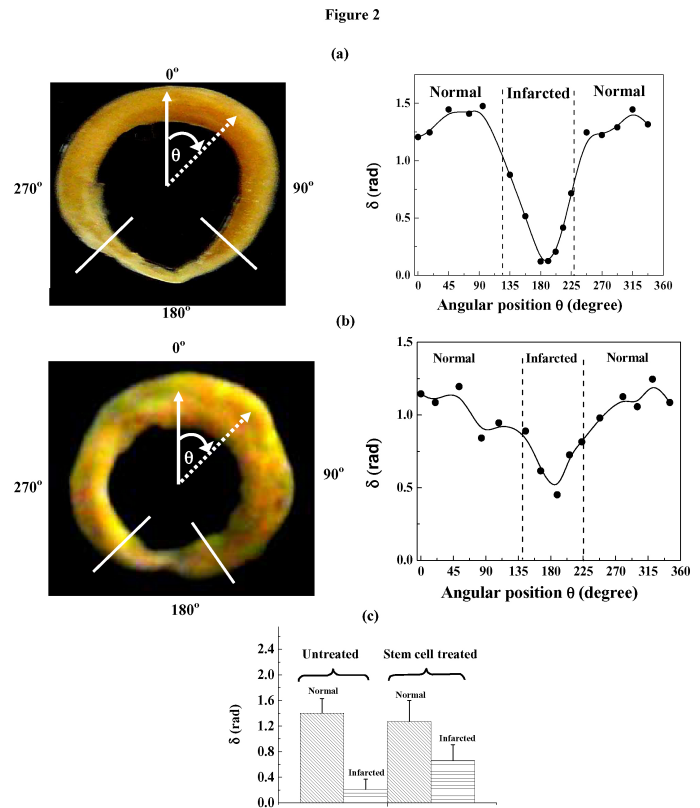 Figure 2
(a)
0°
θ
270°
90°
180°
Normal
Infarcted
Normal
1.5
1.0
0.5
0.0
δ (rad)
0 45 90 135 180 225 270 315 360
Angular position θ (degree)
(b)
0°
θ
270°
90°
180°
Normal
Infarcted
Normal
1.5
1.0
0.5
0.0
δ (rad)
0 45 90 135 180 225 270 315 360
Angular position θ (degree)
(c)
Untreated
Stem cell treated
Normal
Infarcted
Normal
Infarcted
2.4
2.0
1.6
1.2
0.8
0.4
0.0
δ (rad)